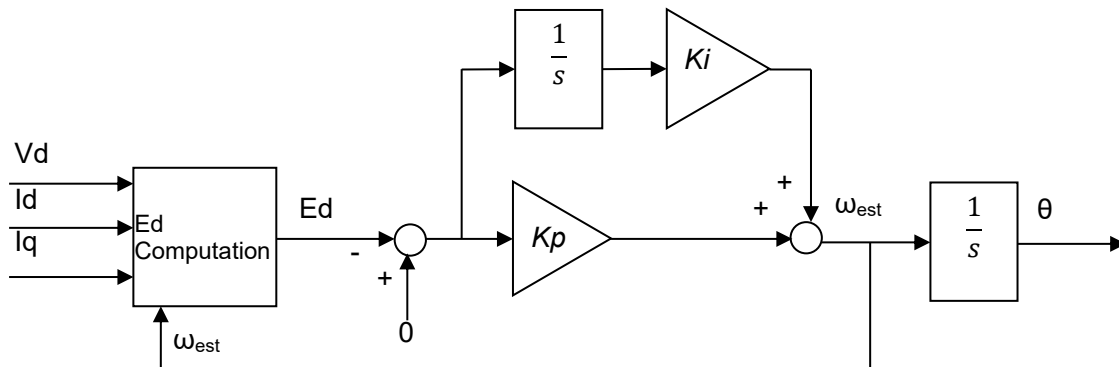 1
s
Ki
Vd
Id
Iq
Ed
Computation
Ed
-
+
0
Kp
+
+
ωest
1
s
θ
ωest